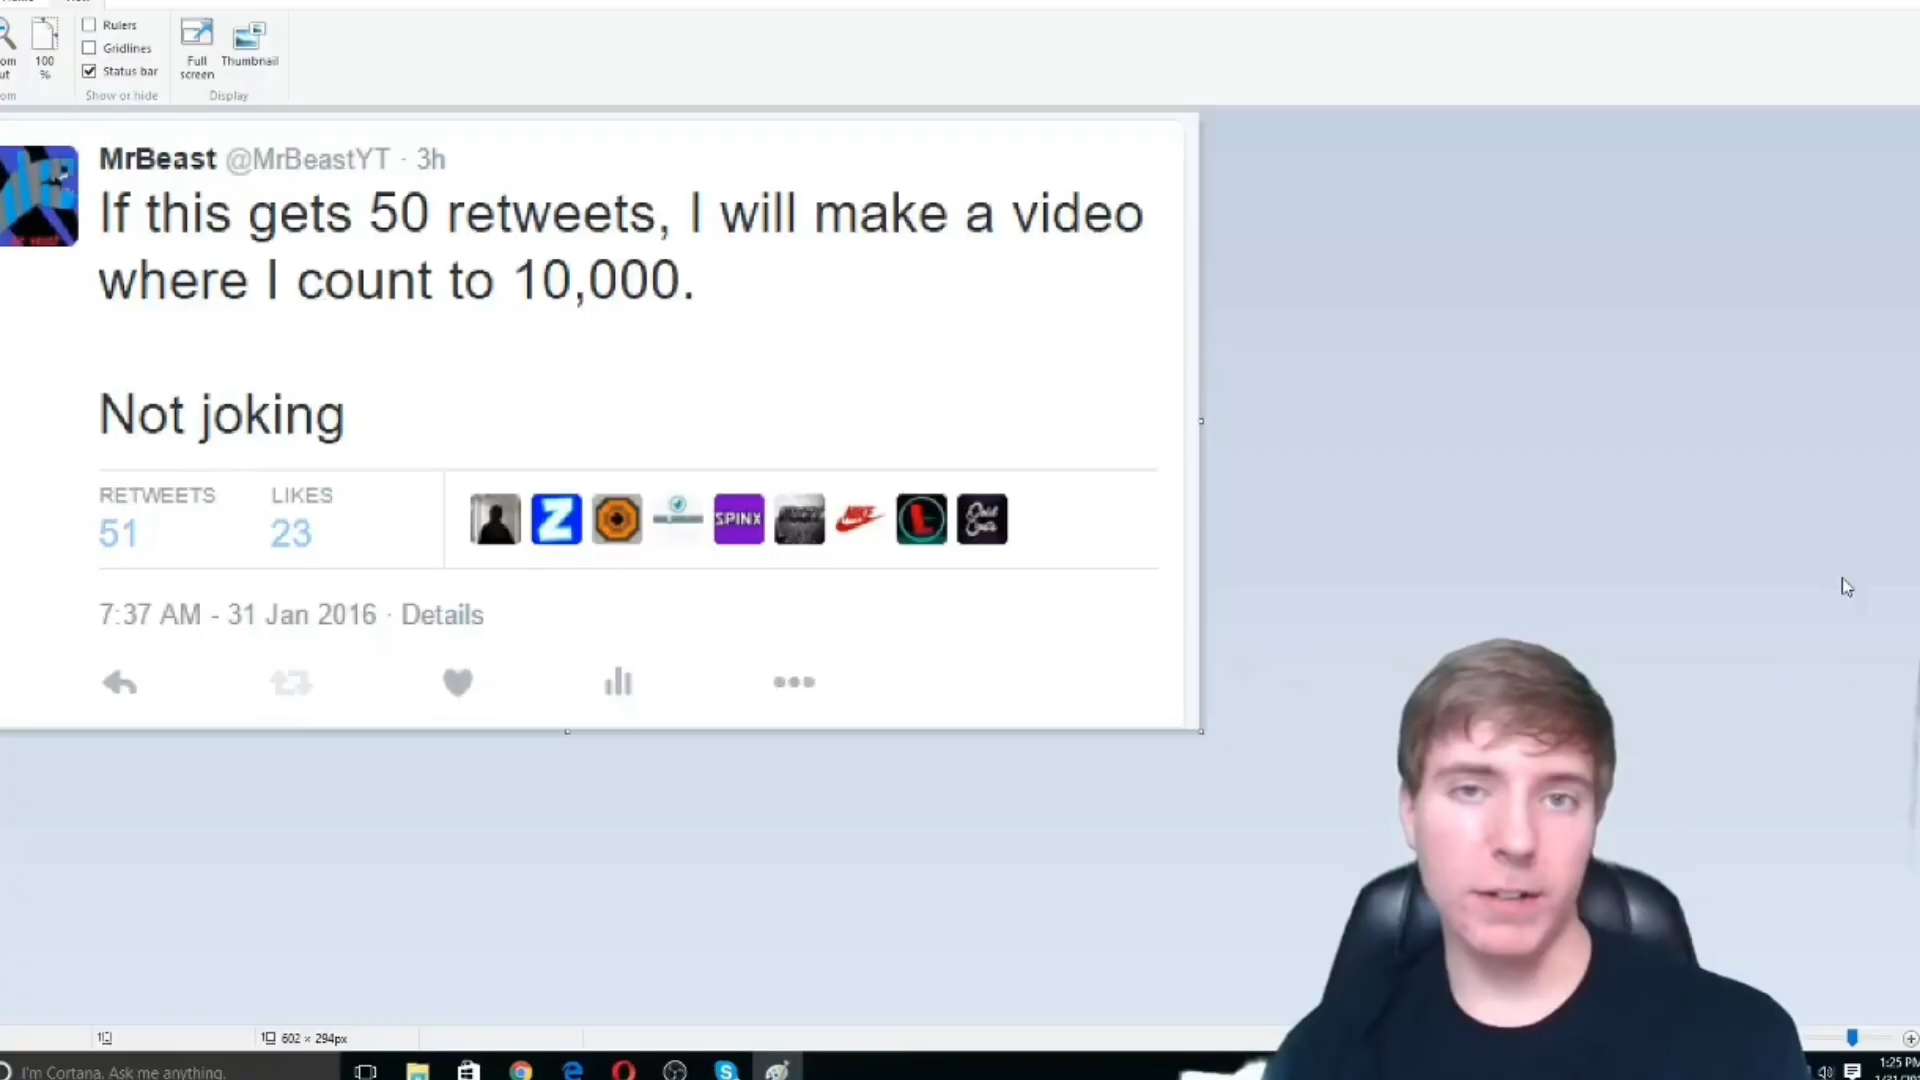 Rulers
Gridlines
Status bar
Show or hide
100
%
Full
screen
Thumbnail
Display
MrBeast @MrBeastYT · 3h
If this gets 50 retweets, I will make a video
where I count to 10,000.
Not joking
RETWEETS LIKES
51 23
Z
SPINX
L
7:37 AM - 31 Jan 2016 · Details
602 × 294px
I'm Cortana. Ask me anything.
1:25 PM